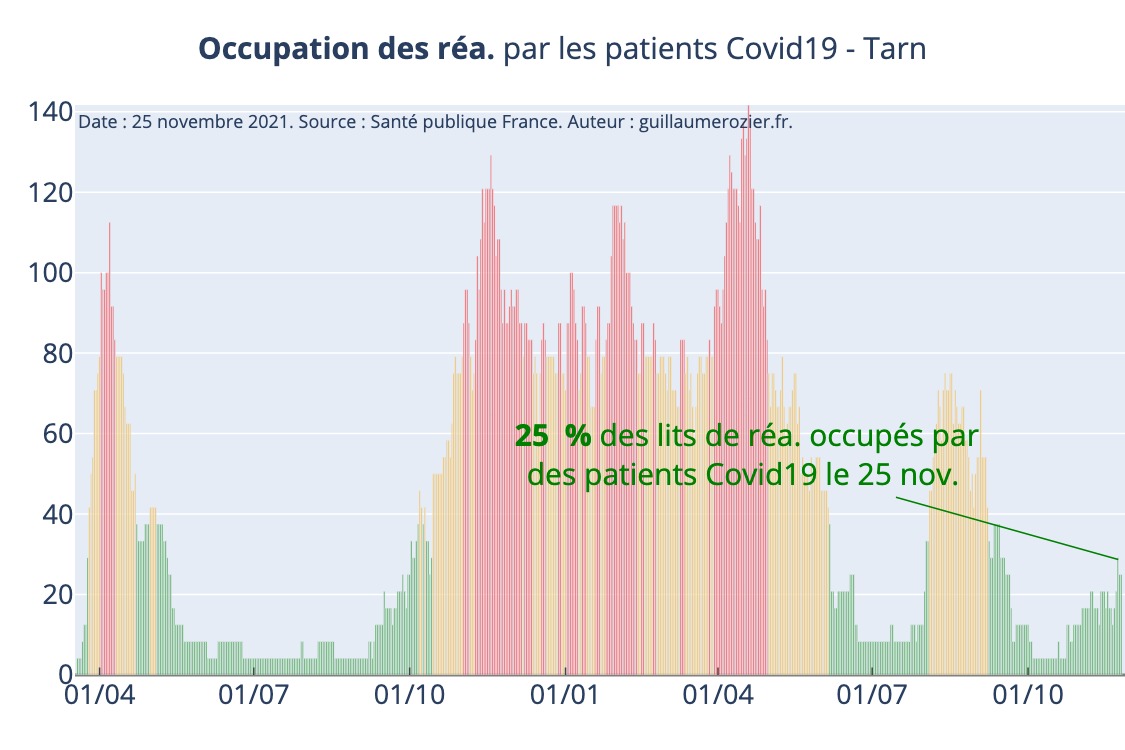 Occupation des réa. par les patients Covid19 - Tarn
140
Date : 25 novembre 2021. Source : Santé publique France. Auteur : guillaumerozier.fr.
120
100
80
60
25 % des lits de réa. occupés par
des patients Covid19 le 25 nov.
40
20
0
01/04 01/07 01/10 01/01 01/04 01/07 01/10